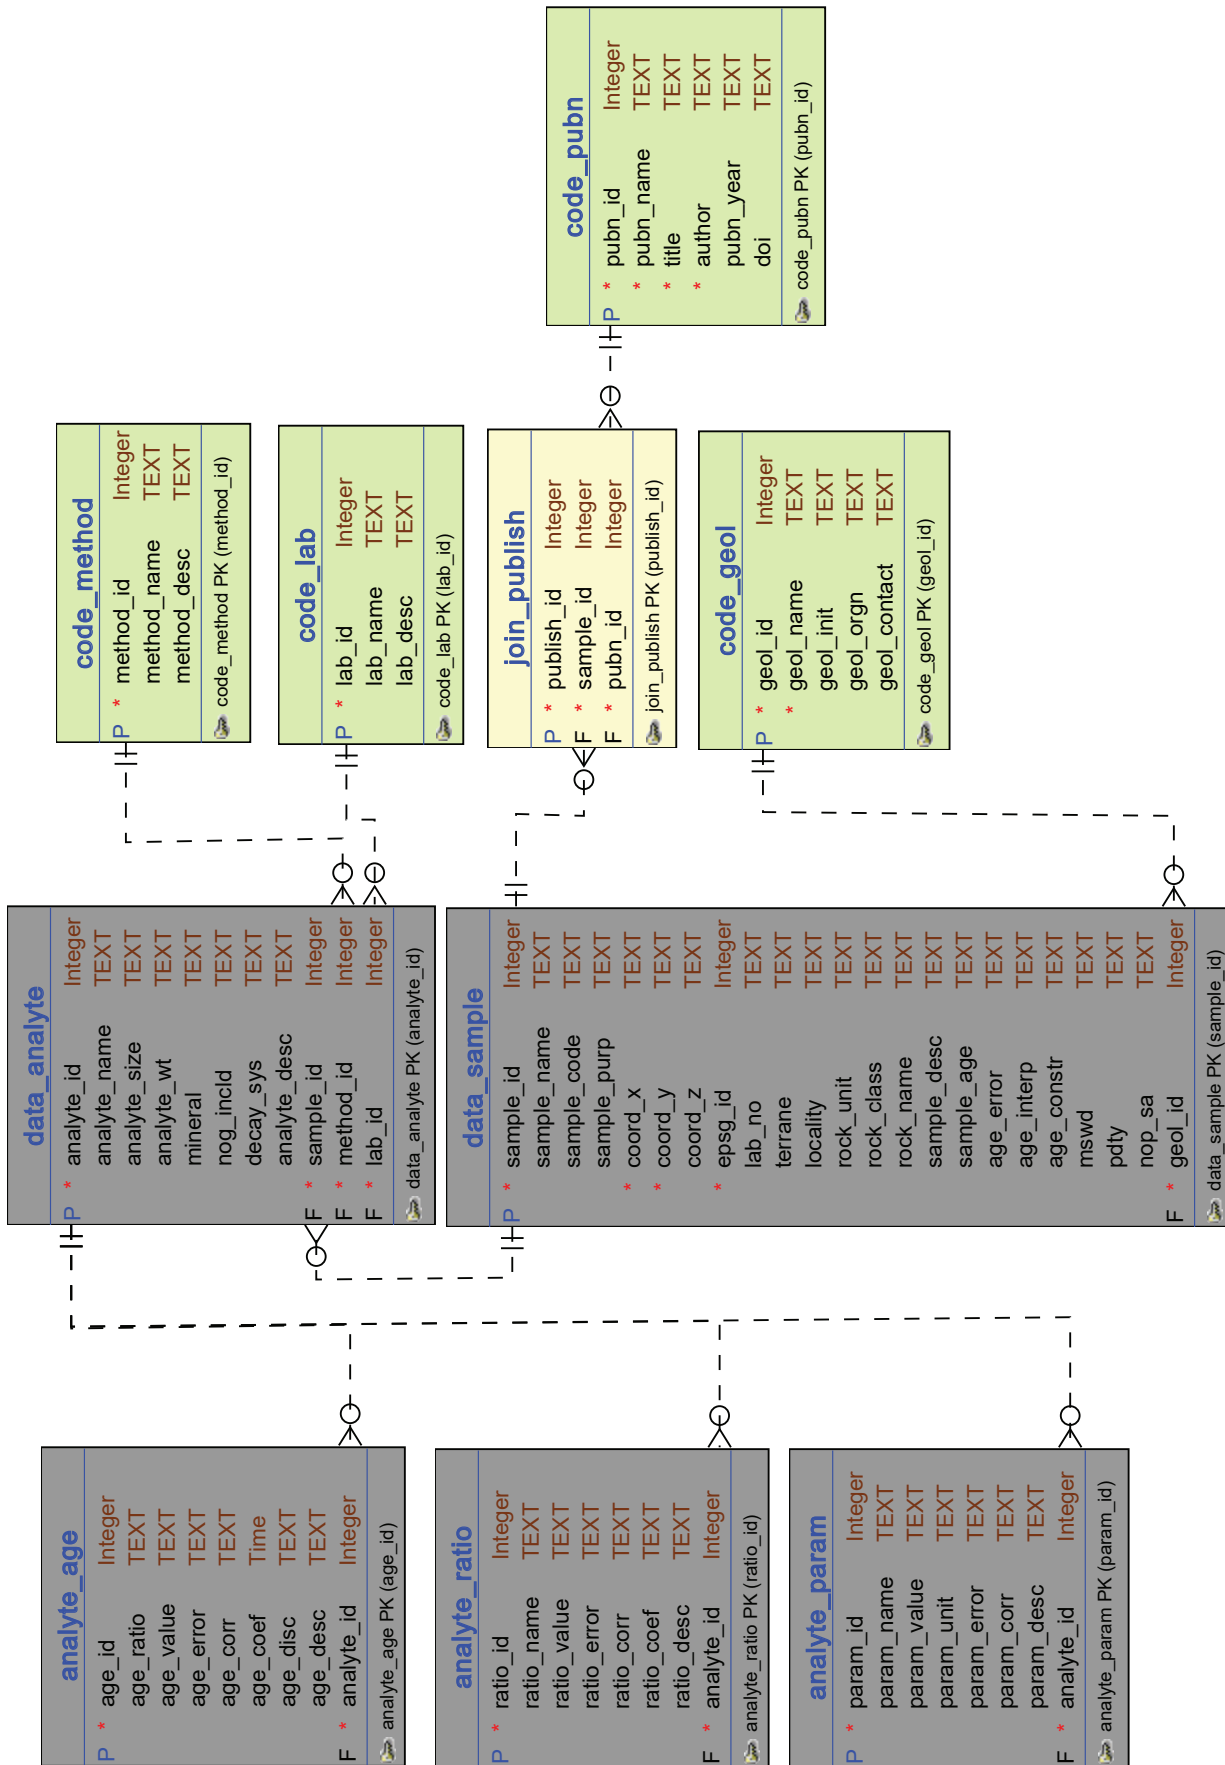 analyte_age
P * age_id Integer
age_ratio TEXT
age_value TEXT
age_error TEXT
age_corr TEXT
age_coef Time
age_disc TEXT
age_desc TEXT
F * analyte_id Integer
analyte_age PK (age_id)
analyte_ratio
P * ratio_id Integer
ratio_name TEXT
ratio_value TEXT
ratio_error TEXT
ratio_corr TEXT
ratio_coef TEXT
ratio_desc TEXT
F * analyte_id Integer
analyte_ratio PK (ratio_id)
analyte_param
P * param_id Integer
param_name TEXT
param_value TEXT
param_unit TEXT
param_error TEXT
param_corr TEXT
param_desc TEXT
F * analyte_id Integer
analyte_param PK (param_id)
data_analyte
P * analyte_id Integer
analyte_name TEXT
analyte_size TEXT
analyte_wt TEXT
mineral TEXT
nog_incld TEXT
decay_sys TEXT
analyte_desc TEXT
F * sample_id Integer
F * method_id Integer
F * lab_id Integer
data_analyte PK (analyte_id)
data_sample
P * sample_id Integer
sample_name TEXT
sample_code TEXT
sample_purp TEXT
* coord_x TEXT
* coord_y TEXT
coord_z TEXT
* epsg_id Integer
lab_no TEXT
terrane TEXT
locality TEXT
rock_unit TEXT
rock_class TEXT
rock_name TEXT
sample_desc TEXT
sample_age TEXT
age_error TEXT
age_interp TEXT
age_constr TEXT
mswd TEXT
pdty TEXT
nop_sa TEXT
F * geol_id Integer
data_sample PK (sample_id)
code_method
P * method_id Integer
method_name TEXT
method_desc TEXT
code_method PK (method_id)
code_lab
P * lab_id Integer
lab_name TEXT
lab_desc TEXT
code_lab PK (lab_id)
join_publish
P * publish_id Integer
F * sample_id Integer
F * pubn_id Integer
join_publish PK (publish_id)
code_geol
P * geol_id Integer
* geol_name TEXT
geol_init TEXT
geol_orgn TEXT
geol_contact TEXT
code_geol PK (geol_id)
code_pubn
P * pubn_id Integer
* pubn_name TEXT
* title TEXT
* author TEXT
pubn_year TEXT
doi TEXT
code_pubn PK (pubn_id)